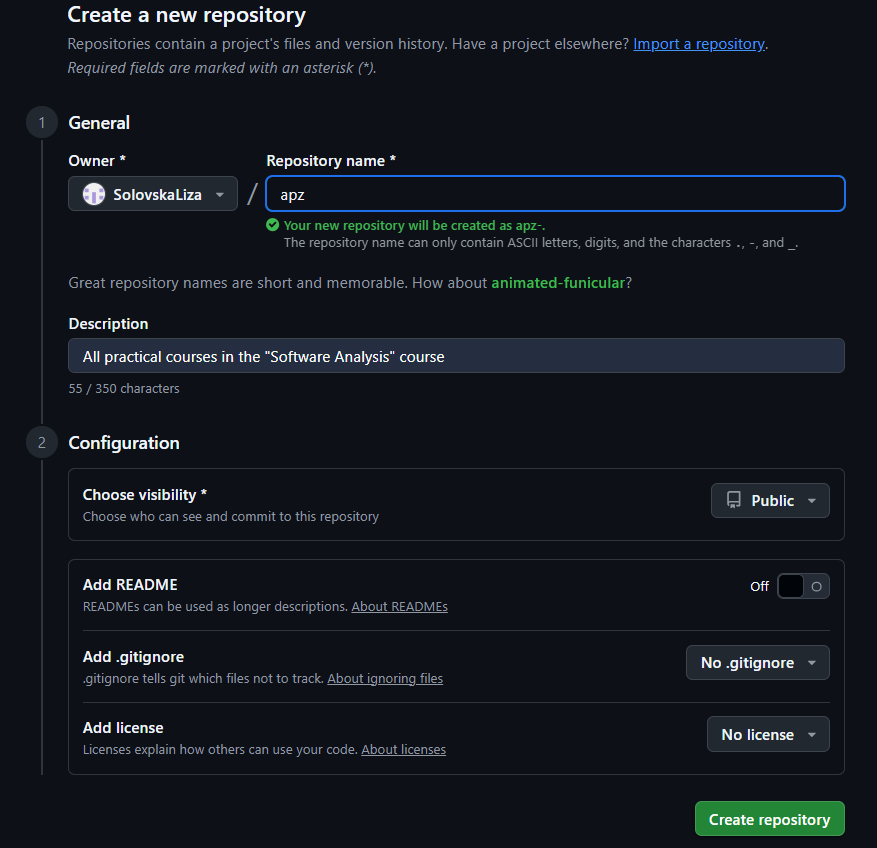 Create a new repository
Repositories contain a project's files and version history. Have a project elsewhere? Import a repository.
Required fields are marked with an asterisk (*).
1 General
Owner * Repository name *
SolovskaLiza / apz
Your new repository will be created as apz-.
The repository name can only contain ASCII letters, digits, and the characters ., -, and _.
Great repository names are short and memorable. How about animated-funicular?
Description
All practical courses in the "Software Analysis" course
55 / 350 characters
2 Configuration
Choose visibility *
Choose who can see and commit to this repository
Public
Add README
READMEs can be used as longer descriptions. About READMEs
Off
Add .gitignore
.gitignore tells git which files not to track. About ignoring files
No .gitignore
Add license
Licenses explain how others can use your code. About licenses
No license
Create repository